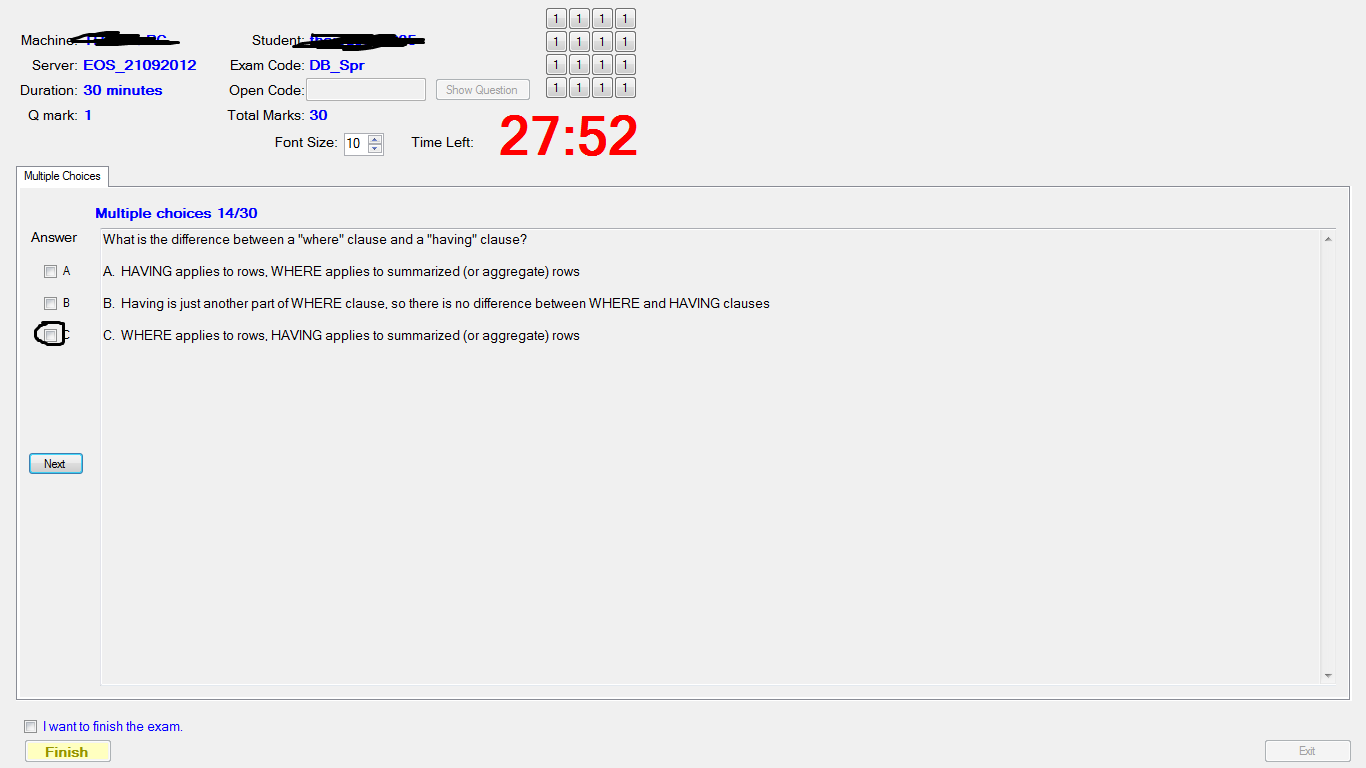 1 1 1 1
Machine: Student:
1 1 1 1
Server: EOS_21092012 Exam Code: DB_Spr
1 1 1 1
Duration: 30 minutes Open Code: Show Question
1 1 1 1
Q mark: 1 Total Marks: 30
Font Size: 10 Time Left: 27:52
Multiple Choices
Multiple choices 14/30
Answer
What is the difference between a "where" clause and a "having" clause?
A A. HAVING applies to rows, WHERE applies to summarized (or aggregate) rows
B B. Having is just another part of WHERE clause, so there is no difference between WHERE and HAVING clauses
C C. WHERE applies to rows, HAVING applies to summarized (or aggregate) rows
Next
I want to finish the exam.
Finish Exit